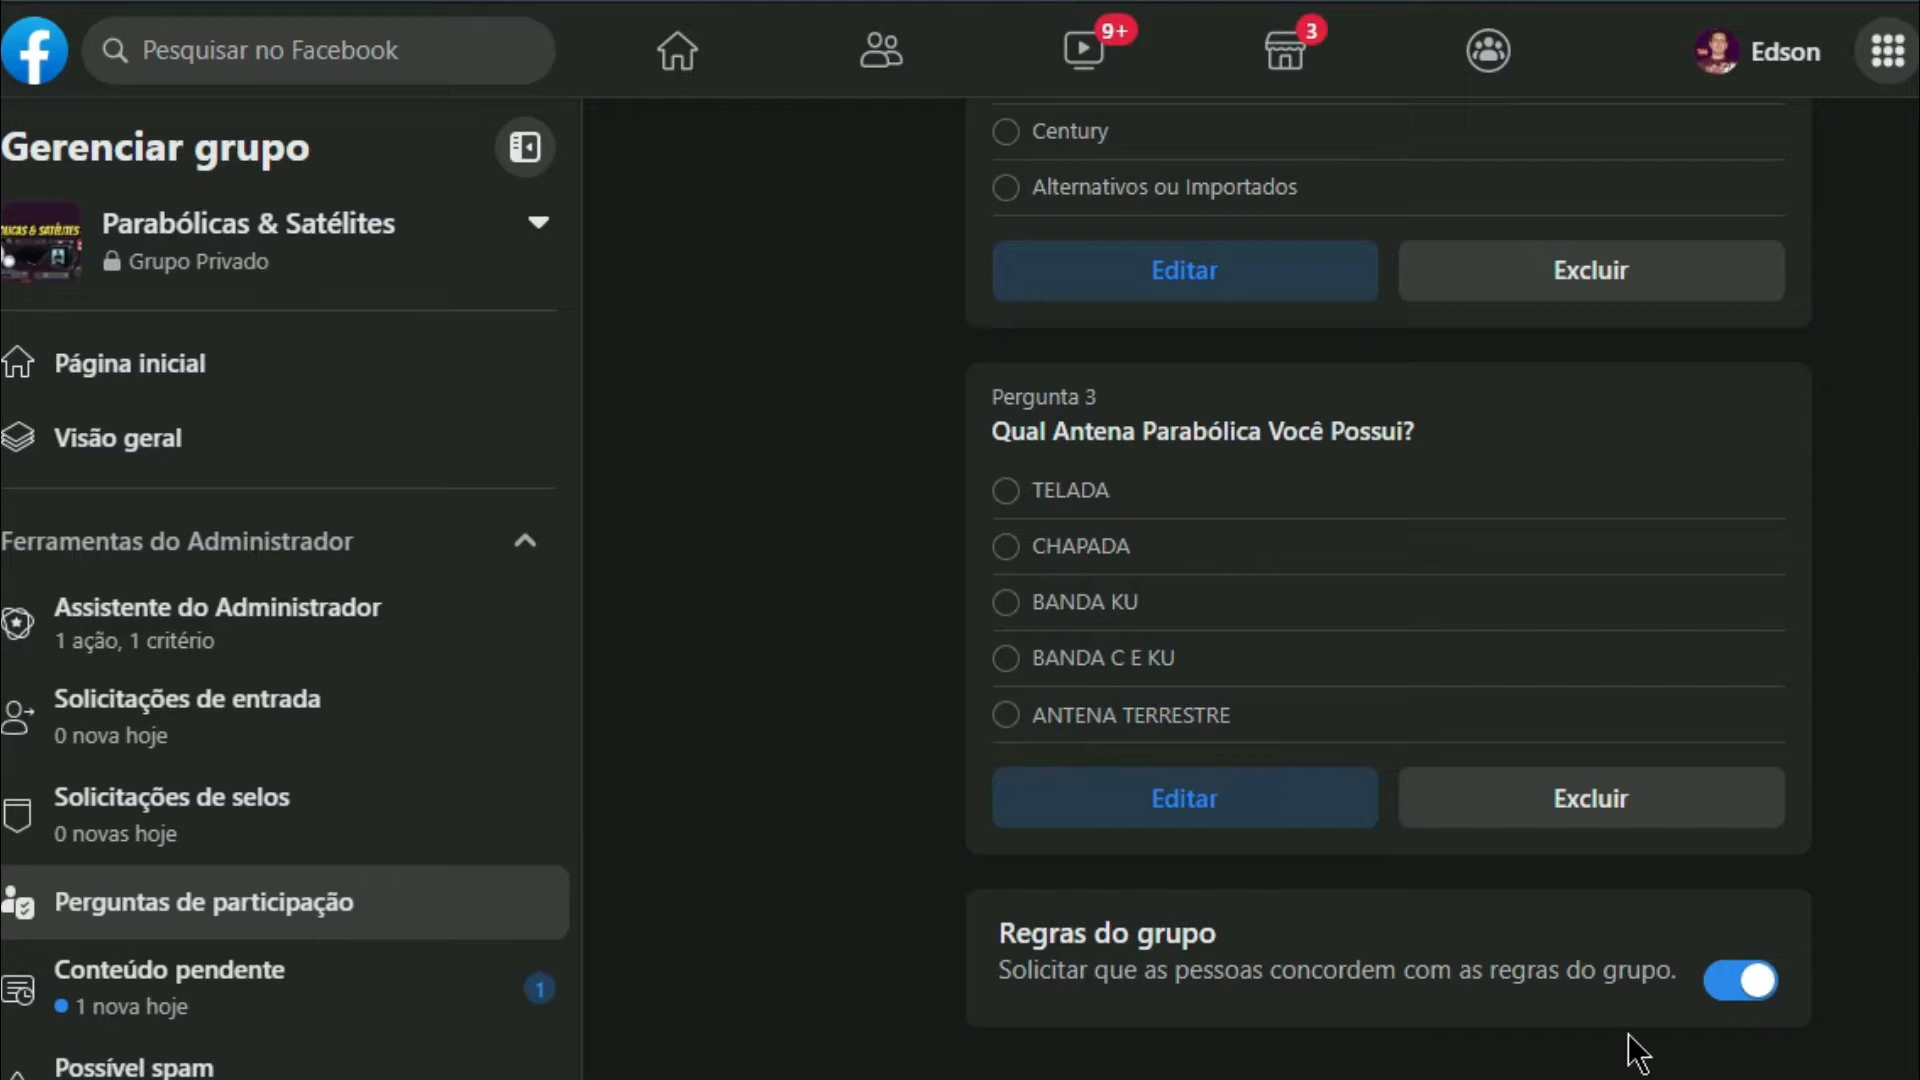 Pesquisar no Facebook
9+
3
Edson
Gerenciar grupo
Parabólicas & Satélites
Grupo Privado
Página inicial
Visão geral
Ferramentas do Administrador
Assistente do Administrador
1 ação, 1 critério
Solicitações de entrada
0 nova hoje
Solicitações de selos
0 novas hoje
Perguntas de participação
Conteúdo pendente
1 nova hoje
1
Possível spam
Century
Alternativos ou Importados
Editar
Excluir
Pergunta 3
Qual Antena Parabólica Você Possui?
TELADA
CHAPADA
BANDA KU
BANDA C E KU
ANTENA TERRESTRE
Editar
Excluir
Regras do grupo
Solicitar que as pessoas concordem com as regras do grupo.